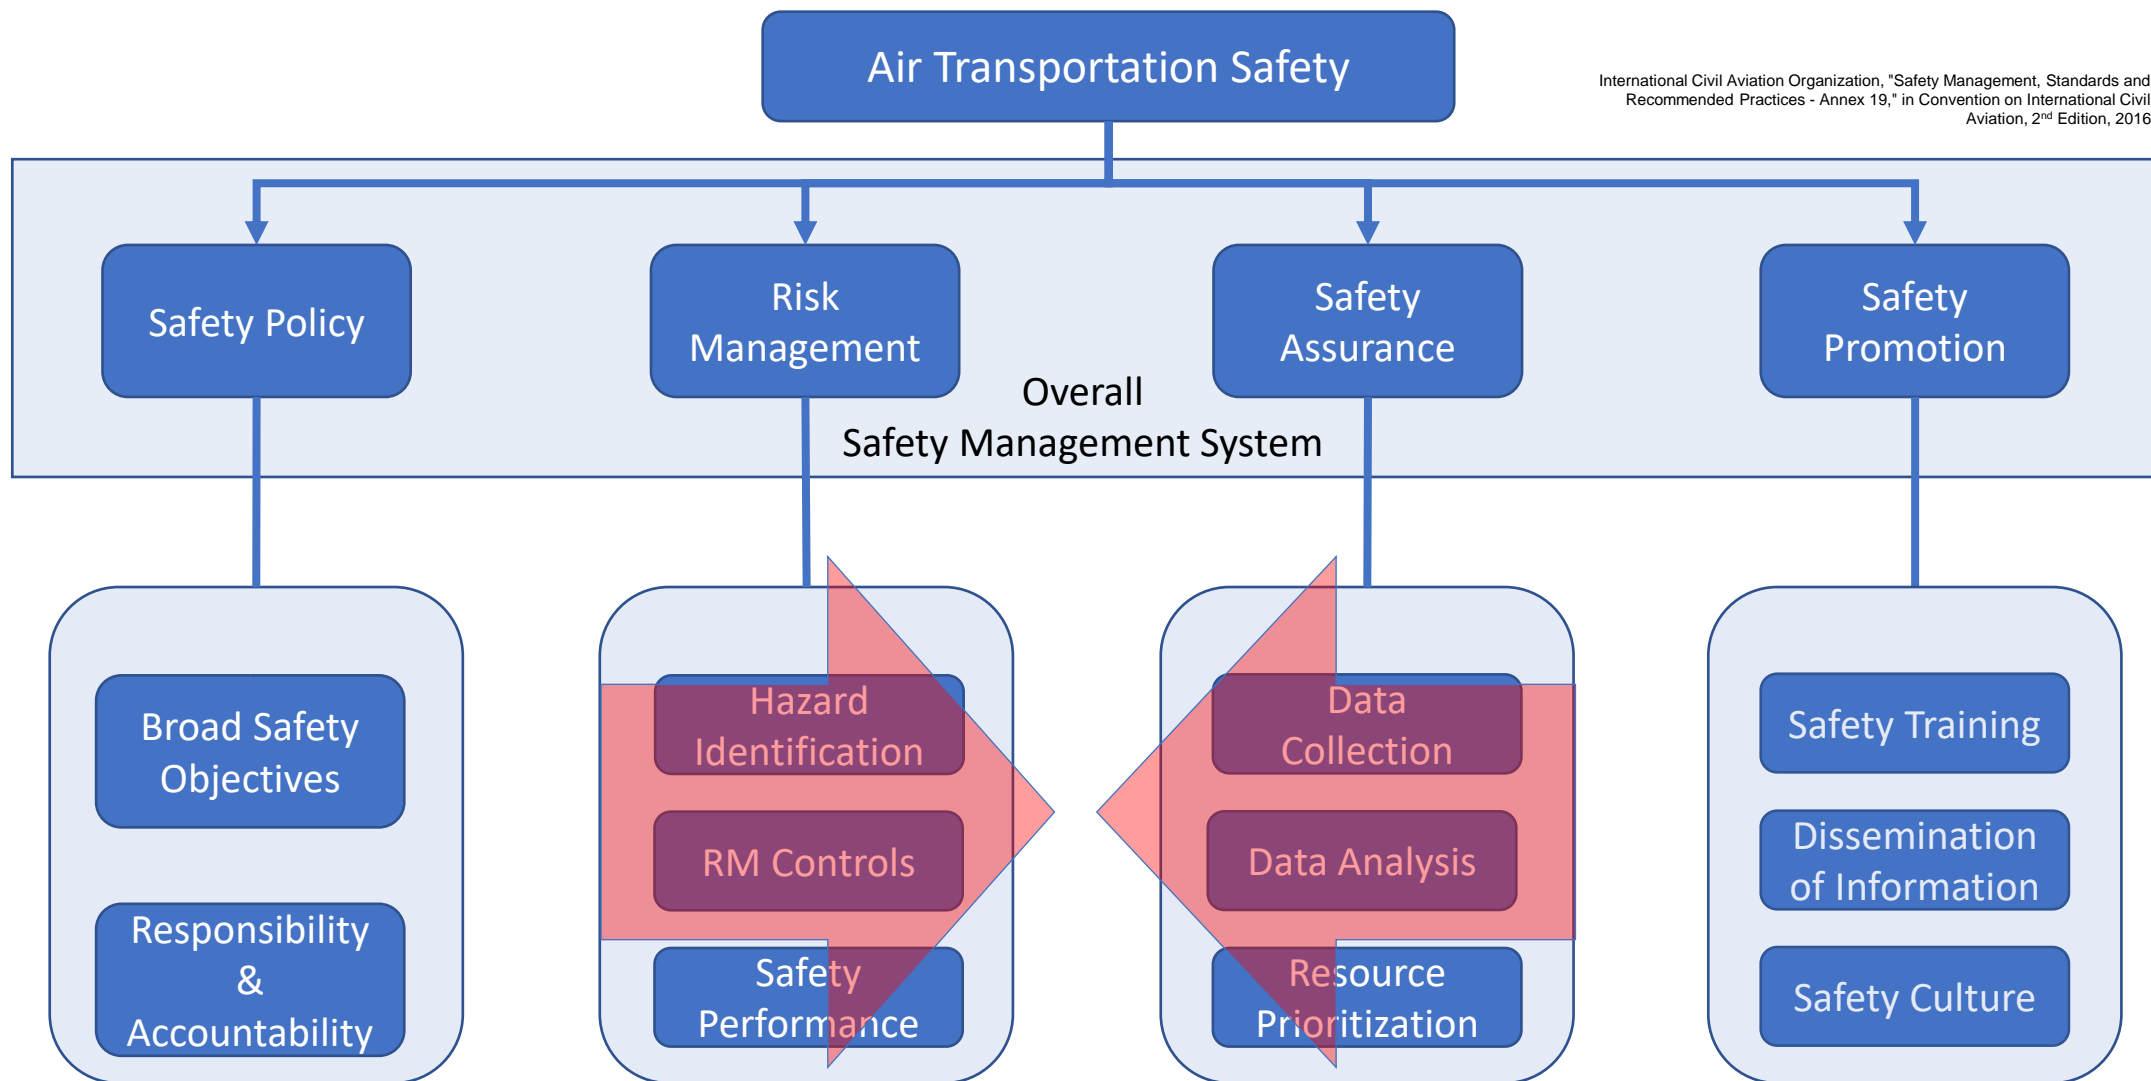 Air Transportation Safety
International Civil Aviation Organization, "Safety Management, Standards and
Recommended Practices - Annex 19," in Convention on International Civil
Aviation, 2nd Edition, 2016
Safety Policy
Risk
Management
Safety
Assurance
Safety
Promotion
Overall
Safety Management System
Broad Safety
Objectives
Responsibility
&
Accountability
Hazard
Identification
RM Controls
Safety
Performance
Data
Collection
Data Analysis
Resource
Prioritization
Safety Training
Dissemination
of Information
Safety Culture